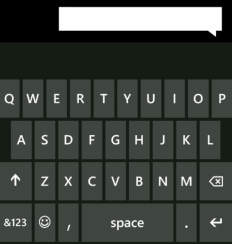 Q W E R T Y U I O P
A S D F G H J K L
Z X C V B N M
&123 , space .